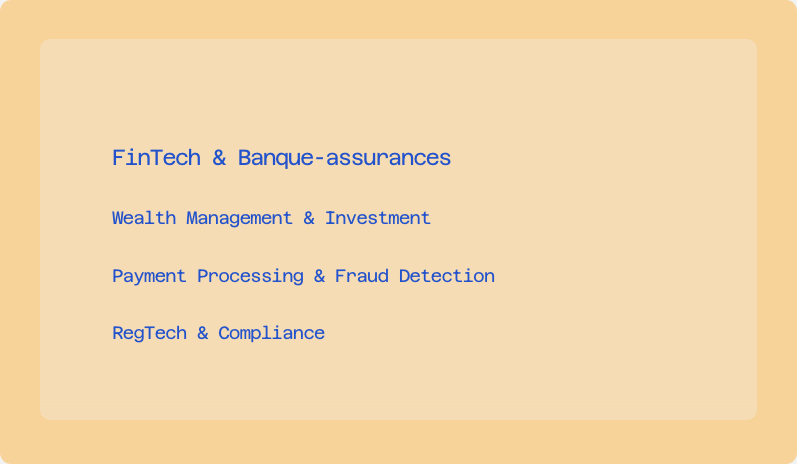 FinTech & Banque-assurances
Wealth Management & Investment
Payment Processing & Fraud Detection
RegTech & Compliance